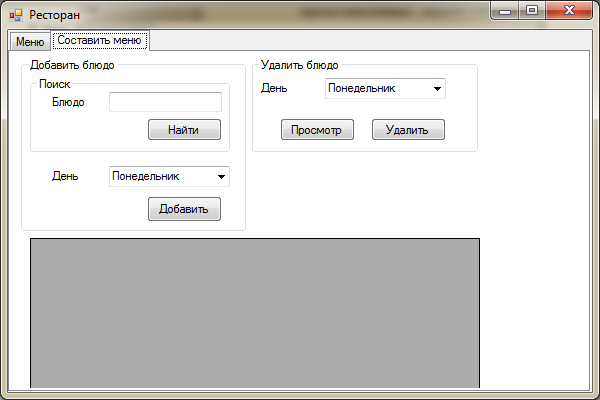 Ресторан
Меню
Составить меню
Добавить блюдо
Поиск
Блюдо
Найти
День
Понедельник
Добавить
Удалить блюдо
День
Понедельник
Просмотр
Удалить